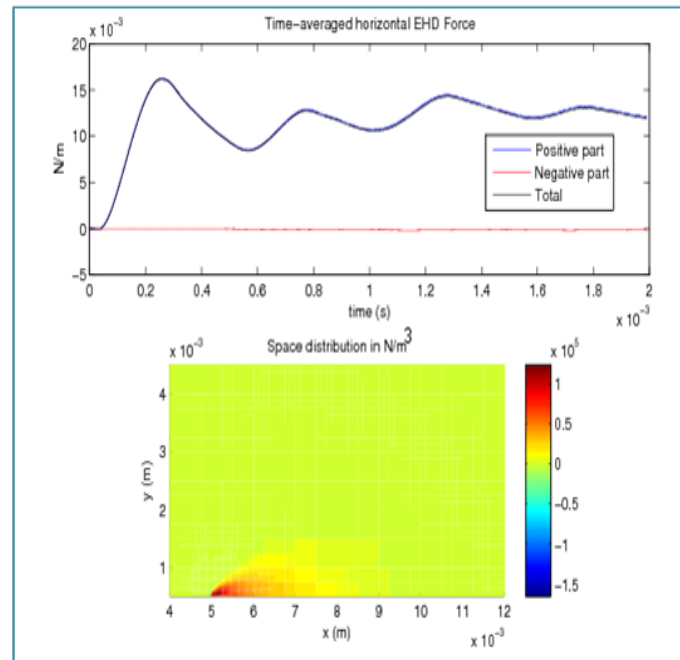 Time-averaged horizontal EHD Force
x 10⁻³
20
15
10
5
0
−5
N/m
Positive part
Negative part
Total
0 0.2 0.4 0.6 0.8 1 1.2 1.4 1.6 1.8 2
time (s)
x 10⁻³
Space distribution in N/m³
x 10⁻³
4
3
2
1
y (m)
4 5 6 7 8 9 10 11 12
x (m)
x 10⁻³
x 10⁵
1
0.5
0
−0.5
−1
−1.5